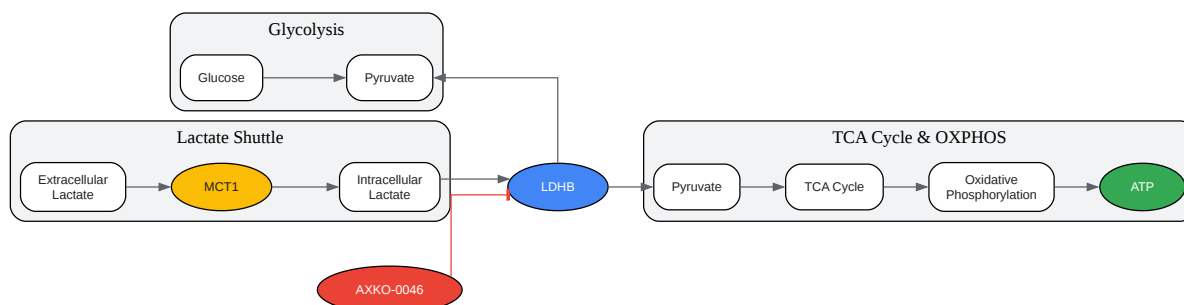 Glycolysis
Glucose
Pyruvate
Lactate Shuttle
Extracellular
Lactate
MCT1
Intracellular
Lactate
LDHB
TCA Cycle & OXPHOS
Pyruvate
TCA Cycle
Oxidative
Phosphorylation
ATP
AXKO-0046